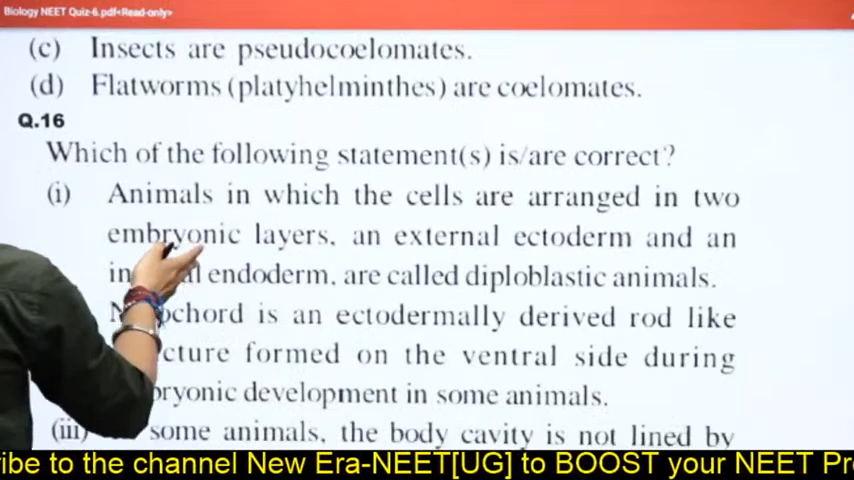 Biology NEET Quiz-6.pdf<Read-only>
(c) Insects are pseudocoelomates.
(d) Flatworms (platyhelminthes) are coelomates.
Q.16
Which of the following statement(s) is/are correct?
(i) Animals in which the cells are arranged in two
embryonic layers, an external ectoderm and an
endoderm, are called diploblastic animals.
is an ectodermally derived rod like
formed on the ventral side during
development in some animals.
(iii) some animals, the body cavity is not lined by
to the channel New Era-NEET[UG] to BOOST your NEET